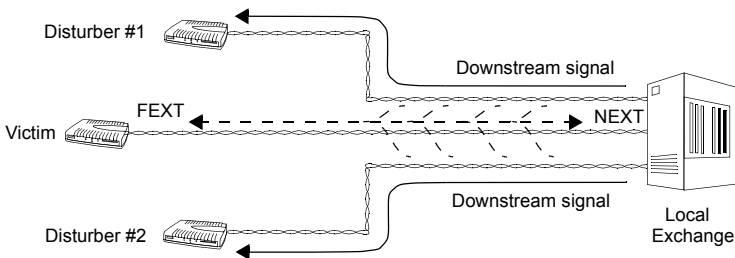 Disturber #1
Downstream signal
FEXT
NEXT
Victim
Downstream signal
Disturber #2
Local
Exchange